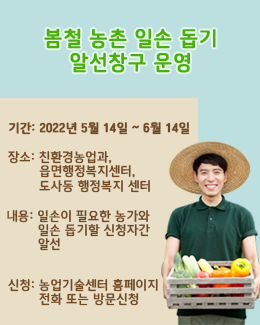 봄철 농촌 일손 돕기
알선창구 운영
기간: 2022년 5월 14일 ~ 6월 14일
장소: 친환경농업과,
읍면행정복지센터,
도사동 행정복지 센터
내용: 일손이 필요한 농가와
일손 돕기할 신청자간
알선
신청: 농업기술센터 홈페이지
전화 또는 방문신청